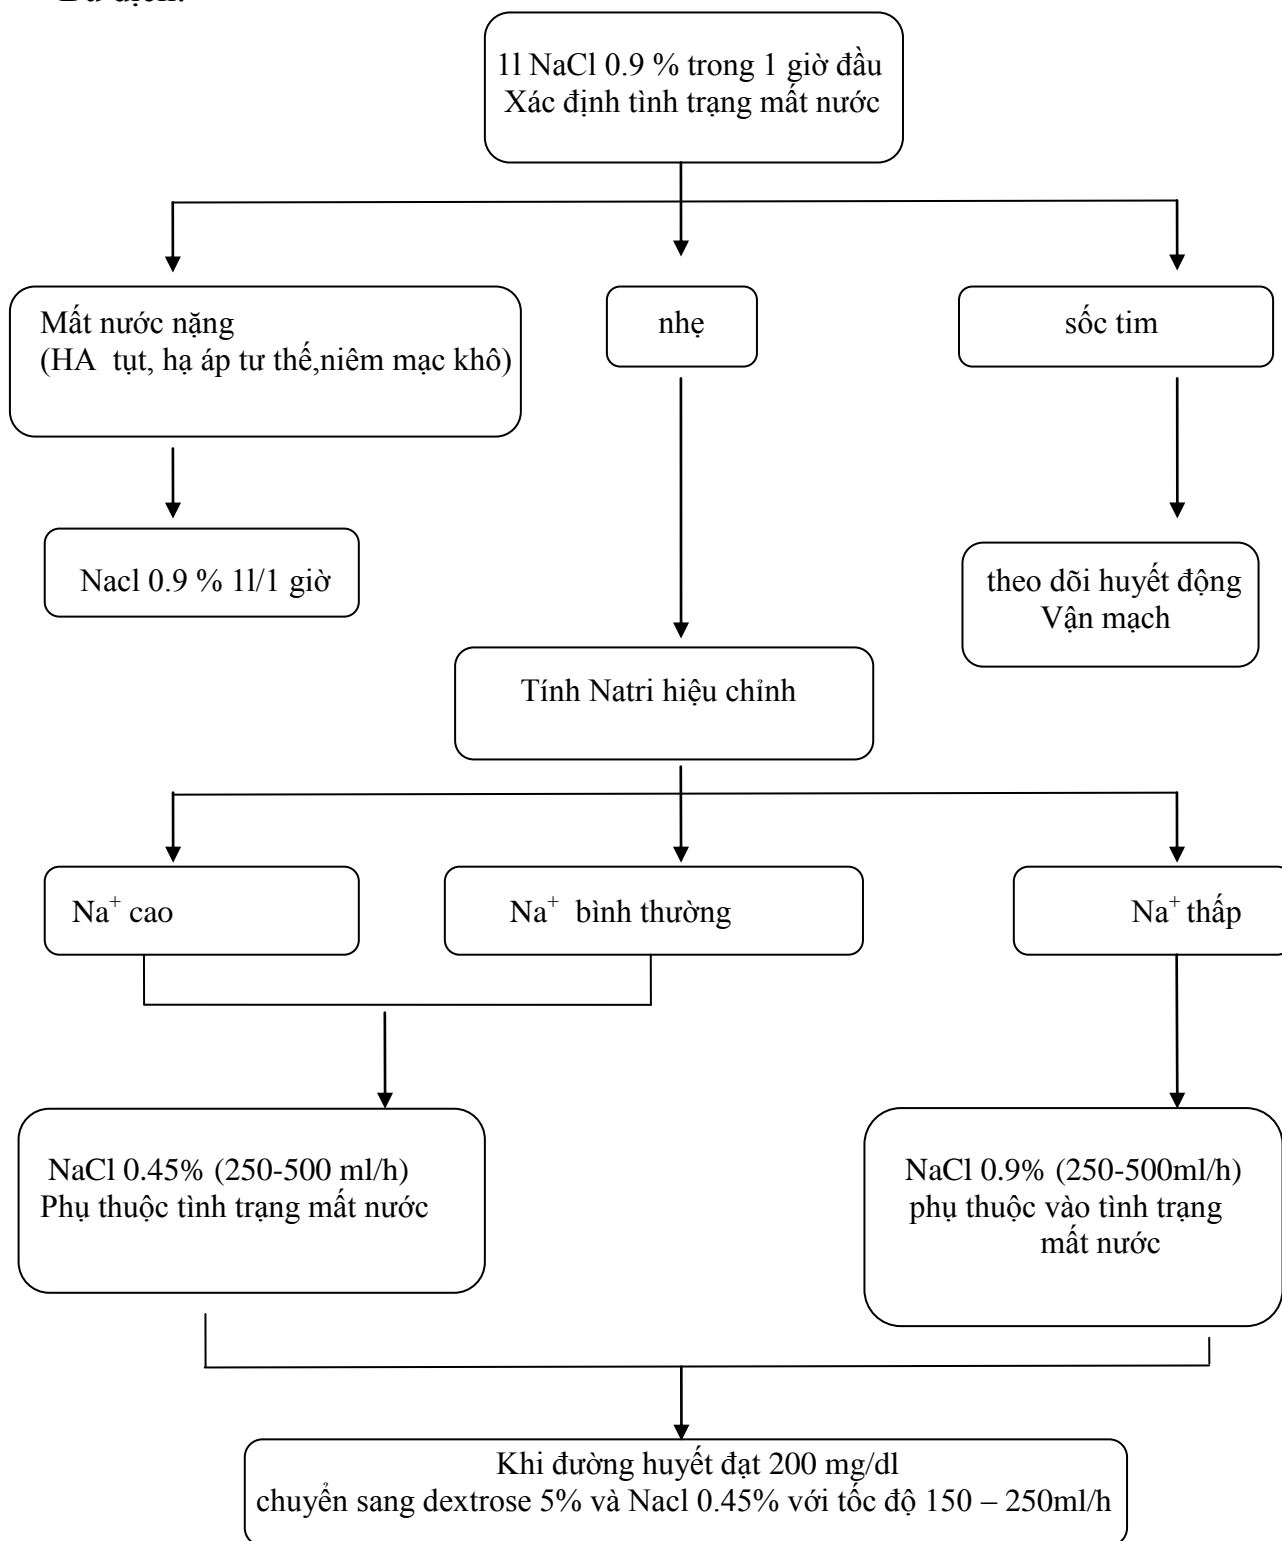 Bù dịch:
1l NaCl 0.9 % trong 1 giờ đầu
Xác định tình trạng mất nước
Mất nước nặng
(HA tụt, hạ áp tư thế,niêm mạc khô)
nhẹ
sốc tim
Nacl 0.9 % 1l/1 giờ
theo dõi huyết động
Vận mạch
Tính Natri hiệu chỉnh
Na⁺ cao
Na⁺ bình thường
Na⁺ thấp
NaCl 0.45% (250-500 ml/h)
Phụ thuộc tình trạng mất nước
NaCl 0.9% (250-500ml/h)
phụ thuộc vào tình trạng
mất nước
Khi đường huyết đạt 200 mg/dl
chuyển sang dextrose 5% và Nacl 0.45% với tốc độ 150 – 250ml/h